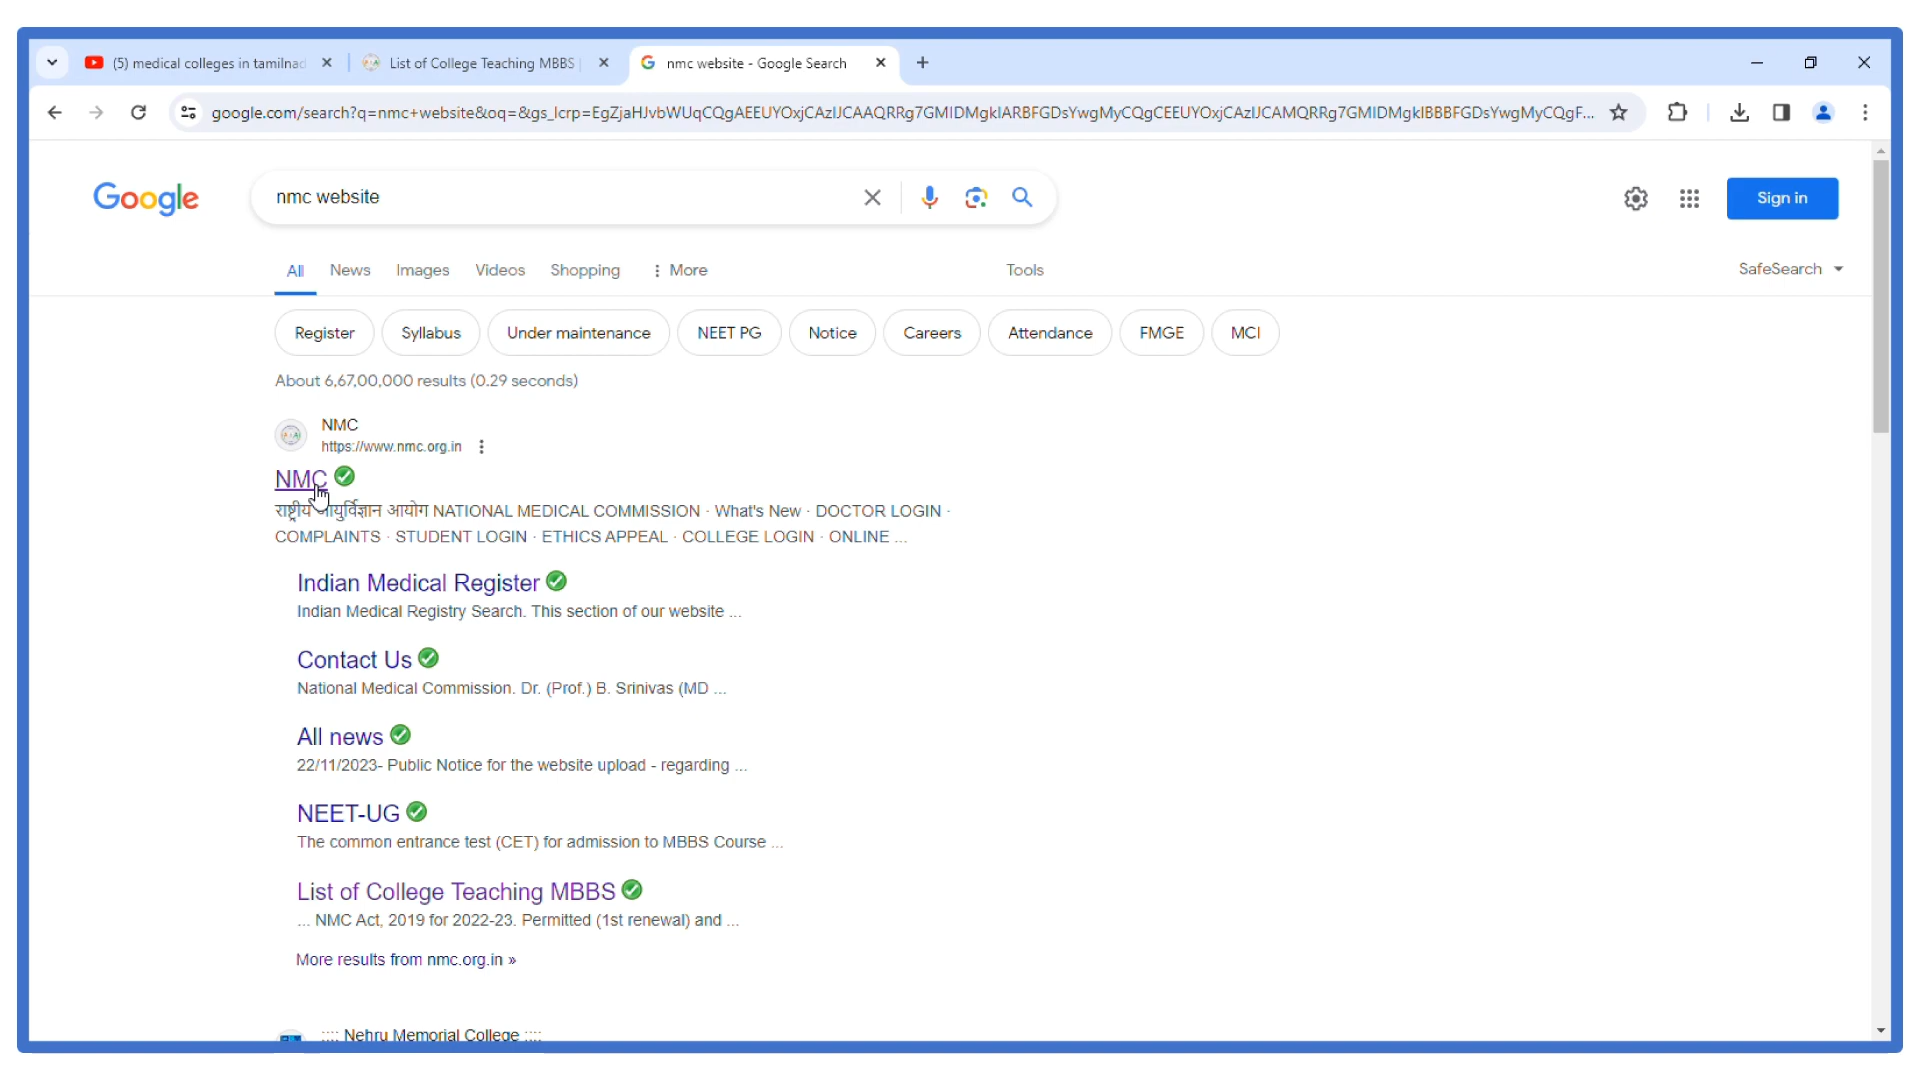 (5) medical colleges in tamilnad
List of College Teaching MBBS |
nmc website - Google Search
google.com/search?q=nmc+website&oq=&gs_lcrp=EgZjaHJvbWUqCQgAEEUYOxjCAzIJCAAQRRg7GMIDMgkIARBFGDsYwgMyCQgCEEUYOxjCAzIJCAMQRRg7GMIDMgkIBBBFGDsYwgMyCQgF...
Google
nmc website
Sign in
All News Images Videos Shopping More Tools
SafeSearch
Register Syllabus Under maintenance NEET PG Notice Careers Attendance FMGE MCI
About 6,67,00,000 results (0.29 seconds)
NMC
https://www.nmc.org.in
NMC
राष्ट्रीय आयुर्विज्ञान आयोग NATIONAL MEDICAL COMMISSION · What's New · DOCTOR LOGIN ·
COMPLAINTS · STUDENT LOGIN · ETHICS APPEAL · COLLEGE LOGIN · ONLINE ...
Indian Medical Register
Indian Medical Registry Search. This section of our website ...
Contact Us
National Medical Commission. Dr. (Prof.) B. Srinivas (MD ...
All news
22/11/2023- Public Notice for the website upload - regarding ...
NEET-UG
The common entrance test (CET) for admission to MBBS Course ...
List of College Teaching MBBS
... NMC Act, 2019 for 2022-23. Permitted (1st renewal) and ...
More results from nmc.org.in »
:::: Nehru Memorial College ::::